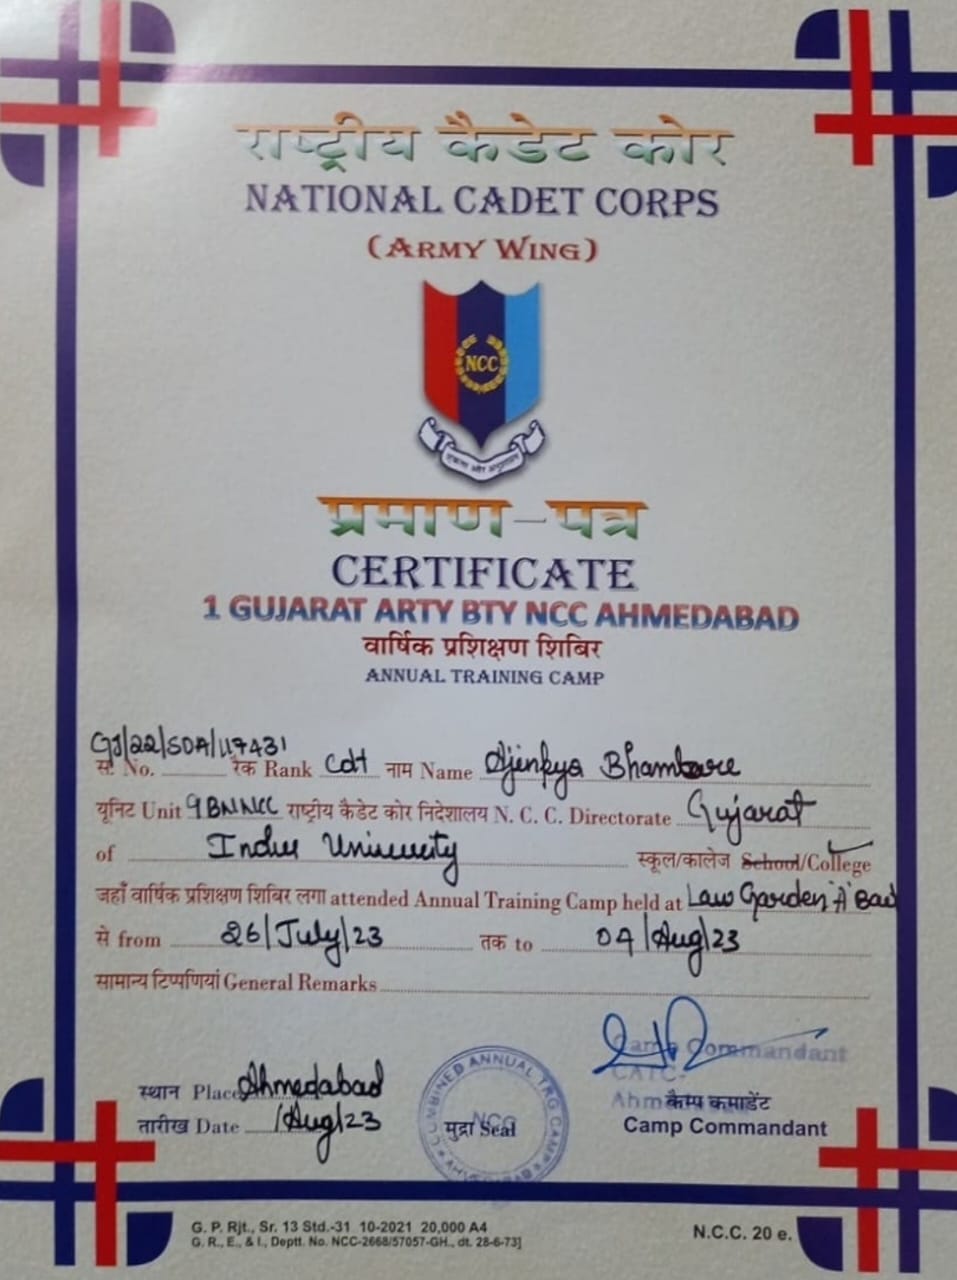 राष्ट्रीय कैडेट कोर
NATIONAL CADET CORPS
(ARMY WING)
NCC
एकता और अनुशासन
प्रमाण-पत्र
CERTIFICATE
1 GUJARAT ARTY BTY NCC AHMEDABAD
वार्षिक प्रशिक्षण शिबिर
ANNUAL TRAINING CAMP
GJ/22/SDA/117431
सं. No. रैंक Rank Cdt नाम Name Ajinkya Bhambare
यूनिट Unit 9 BN NCC राष्ट्रीय कैडेट कोर निदेशालय N. C. C. Directorate Gujarat
of Indus University स्कूल/कालेज School/College
जहाँ वार्षिक प्रशिक्षण शिबिर लगा attended Annual Training Camp held at Law Garden A'Bad
से from 26/July/23 तक to 04/Aug/23
सामान्य टिप्पणियां General Remarks
Camp Commandant
CATC-
स्थान Place Ahmedabad
कैम्प कमाडेंट
तारीख Date /Aug/23 मुद्रा Seal Camp Commandant
COMBINED ANNUAL TRG CAMP
NCC
G. P. Rjt., Sr. 13 Std.-31 10-2021 20,000 A4
G. R., E., & I., Deptt. No. NCC-2668/57057-GH., dt. 28-6-73]
N.C.C. 20 e.